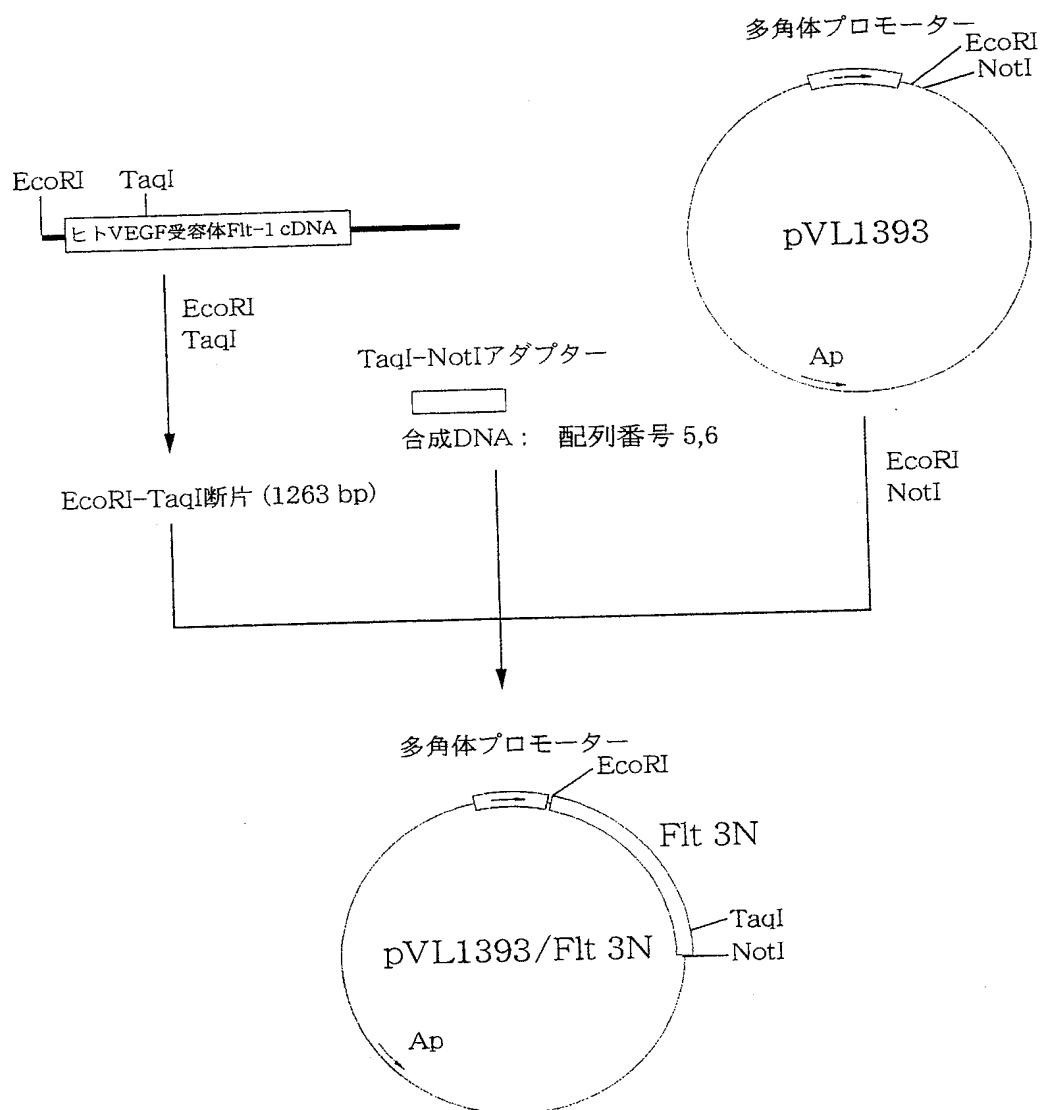 多角体プロモーター
EcoRI
NotI
pVL1393
Ap
EcoRI
NotI
EcoRI
TaqI
ヒトVEGF受容体Flt-1 cDNA
EcoRI
TaqI
TaqI-NotIアダプター
合成DNA： 配列番号 5,6
EcoRI-TaqI断片 (1263 bp)
多角体プロモーター
EcoRI
Flt 3N
TaqI
NotI
pVL1393/Flt 3N
Ap